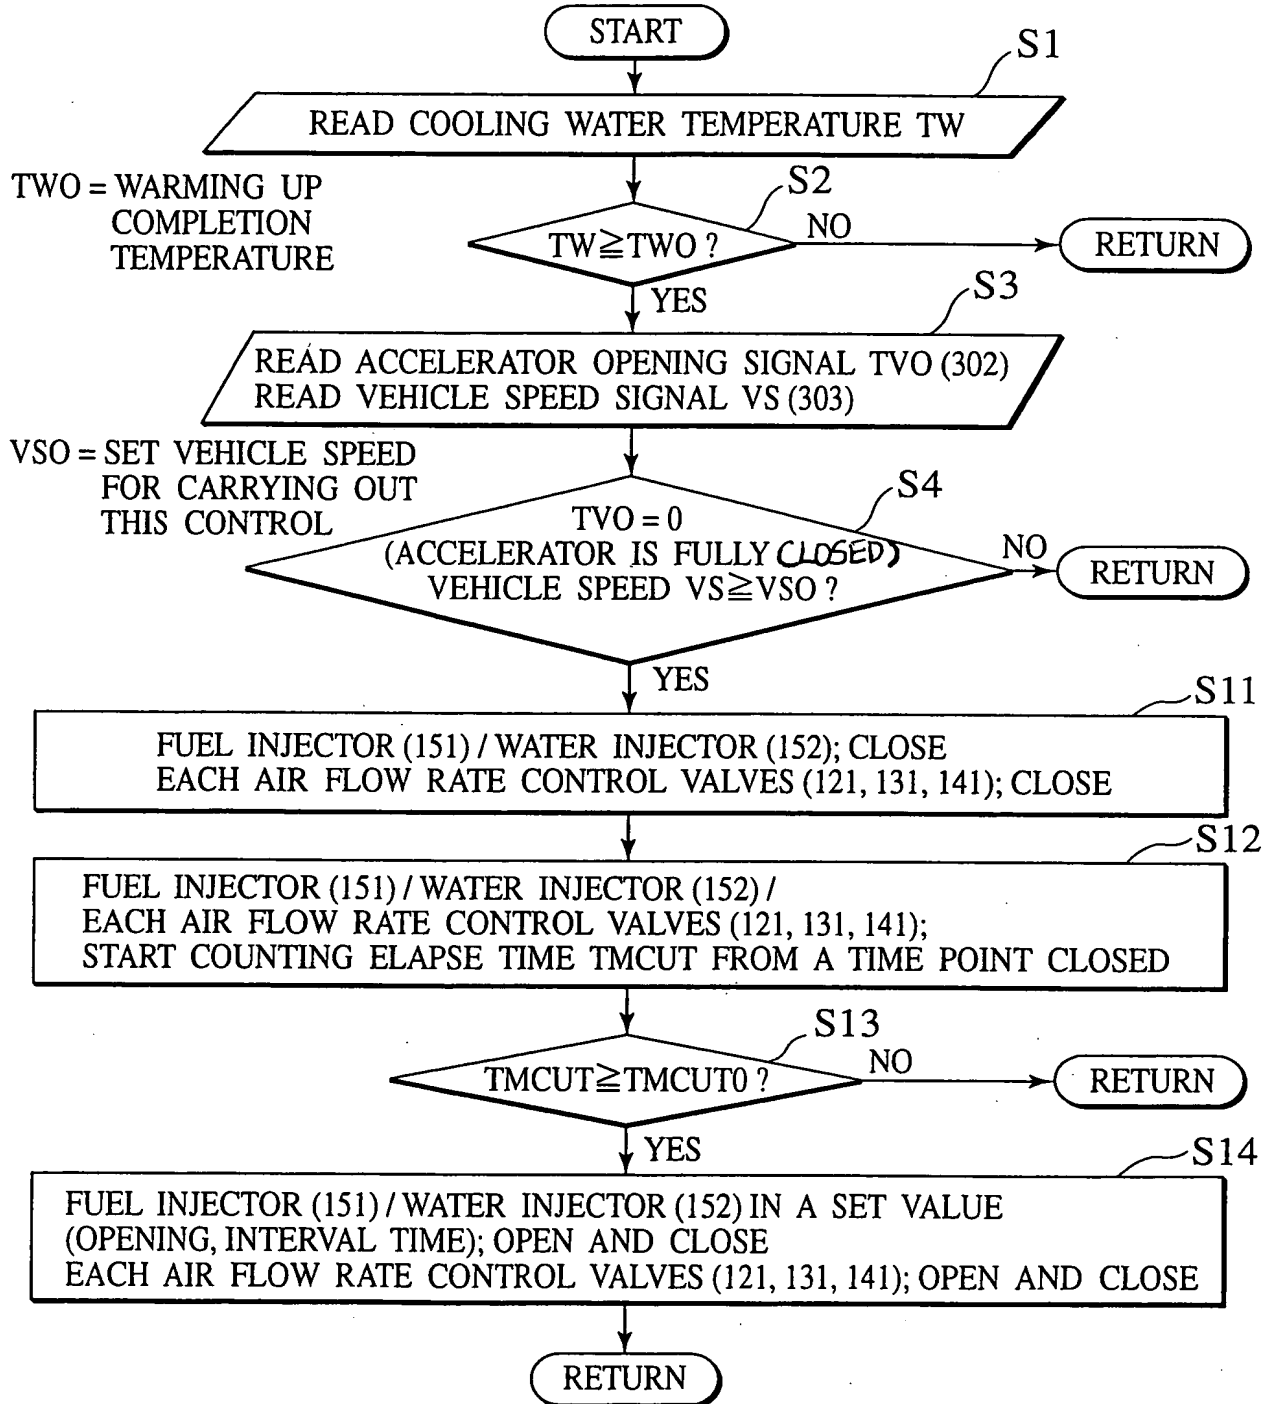 START
S1
READ COOLING WATER TEMPERATURE TW
TWO = WARMING UP
COMPLETION
TEMPERATURE
S2
TW≧TWO ?
NO
RETURN
YES
S3
READ ACCELERATOR OPENING SIGNAL TVO (302)
READ VEHICLE SPEED SIGNAL VS (303)
VSO = SET VEHICLE SPEED
FOR CARRYING OUT
THIS CONTROL
S4
TVO = 0
(ACCELERATOR IS FULLY CLOSED)
VEHICLE SPEED VS≧VSO ?
NO
RETURN
YES
S11
FUEL INJECTOR (151) / WATER INJECTOR (152); CLOSE
EACH AIR FLOW RATE CONTROL VALVES (121, 131, 141); CLOSE
S12
FUEL INJECTOR (151) / WATER INJECTOR (152) /
EACH AIR FLOW RATE CONTROL VALVES (121, 131, 141);
START COUNTING ELAPSE TIME TMCUT FROM A TIME POINT CLOSED
S13
TMCUT≧TMCUT0 ?
NO
RETURN
YES
S14
FUEL INJECTOR (151) / WATER INJECTOR (152) IN A SET VALUE
(OPENING, INTERVAL TIME); OPEN AND CLOSE
EACH AIR FLOW RATE CONTROL VALVES (121, 131, 141); OPEN AND CLOSE
RETURN